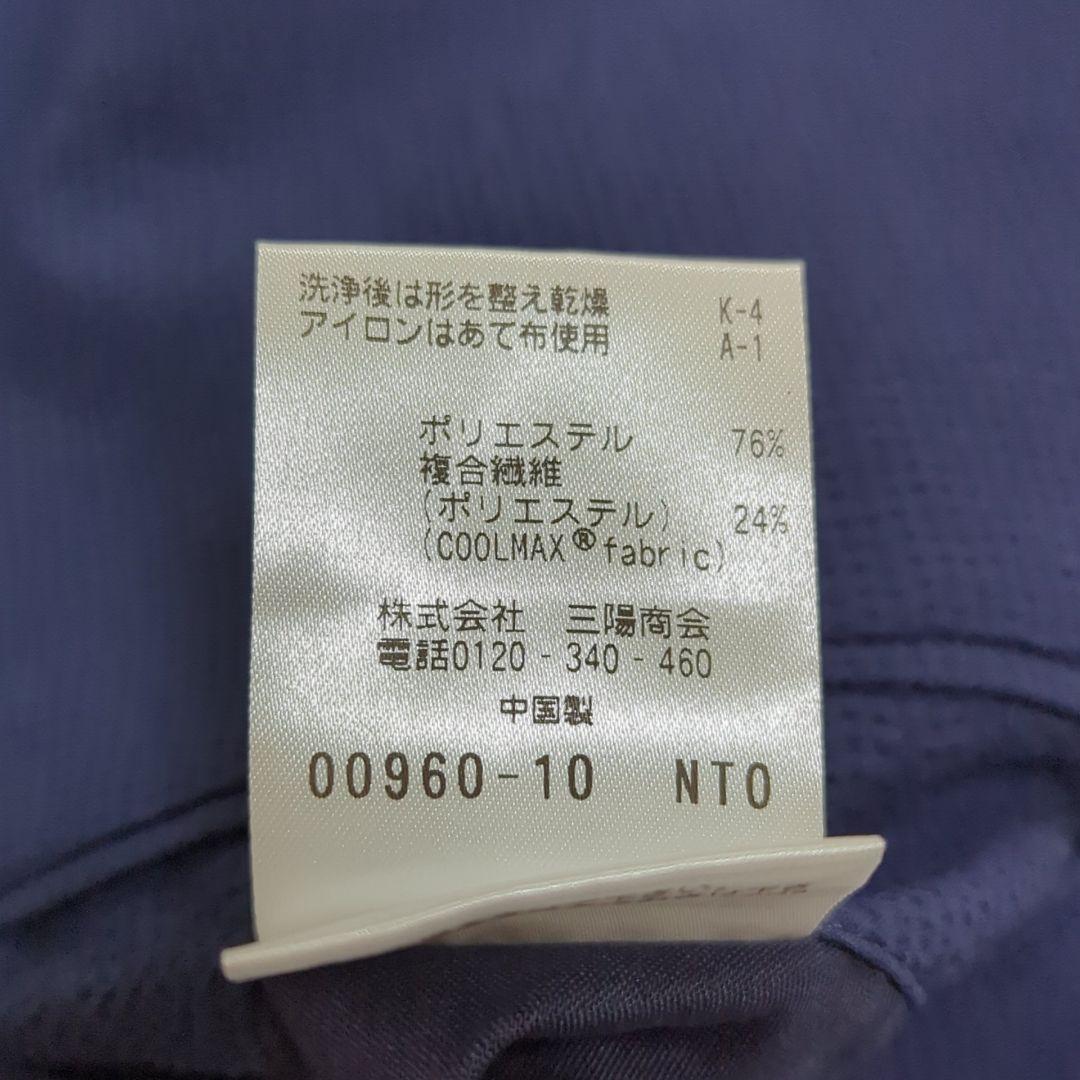 洗浄後は形を整え乾燥 K-4
アイロンはあて布使用 A-1
ポリエステル 76%
複合繊維
(ポリエステル) 24%
(COOLMAX® fabric)
株式会社 三陽商会
電話0120-340-460
中国製
00960-10 NTO